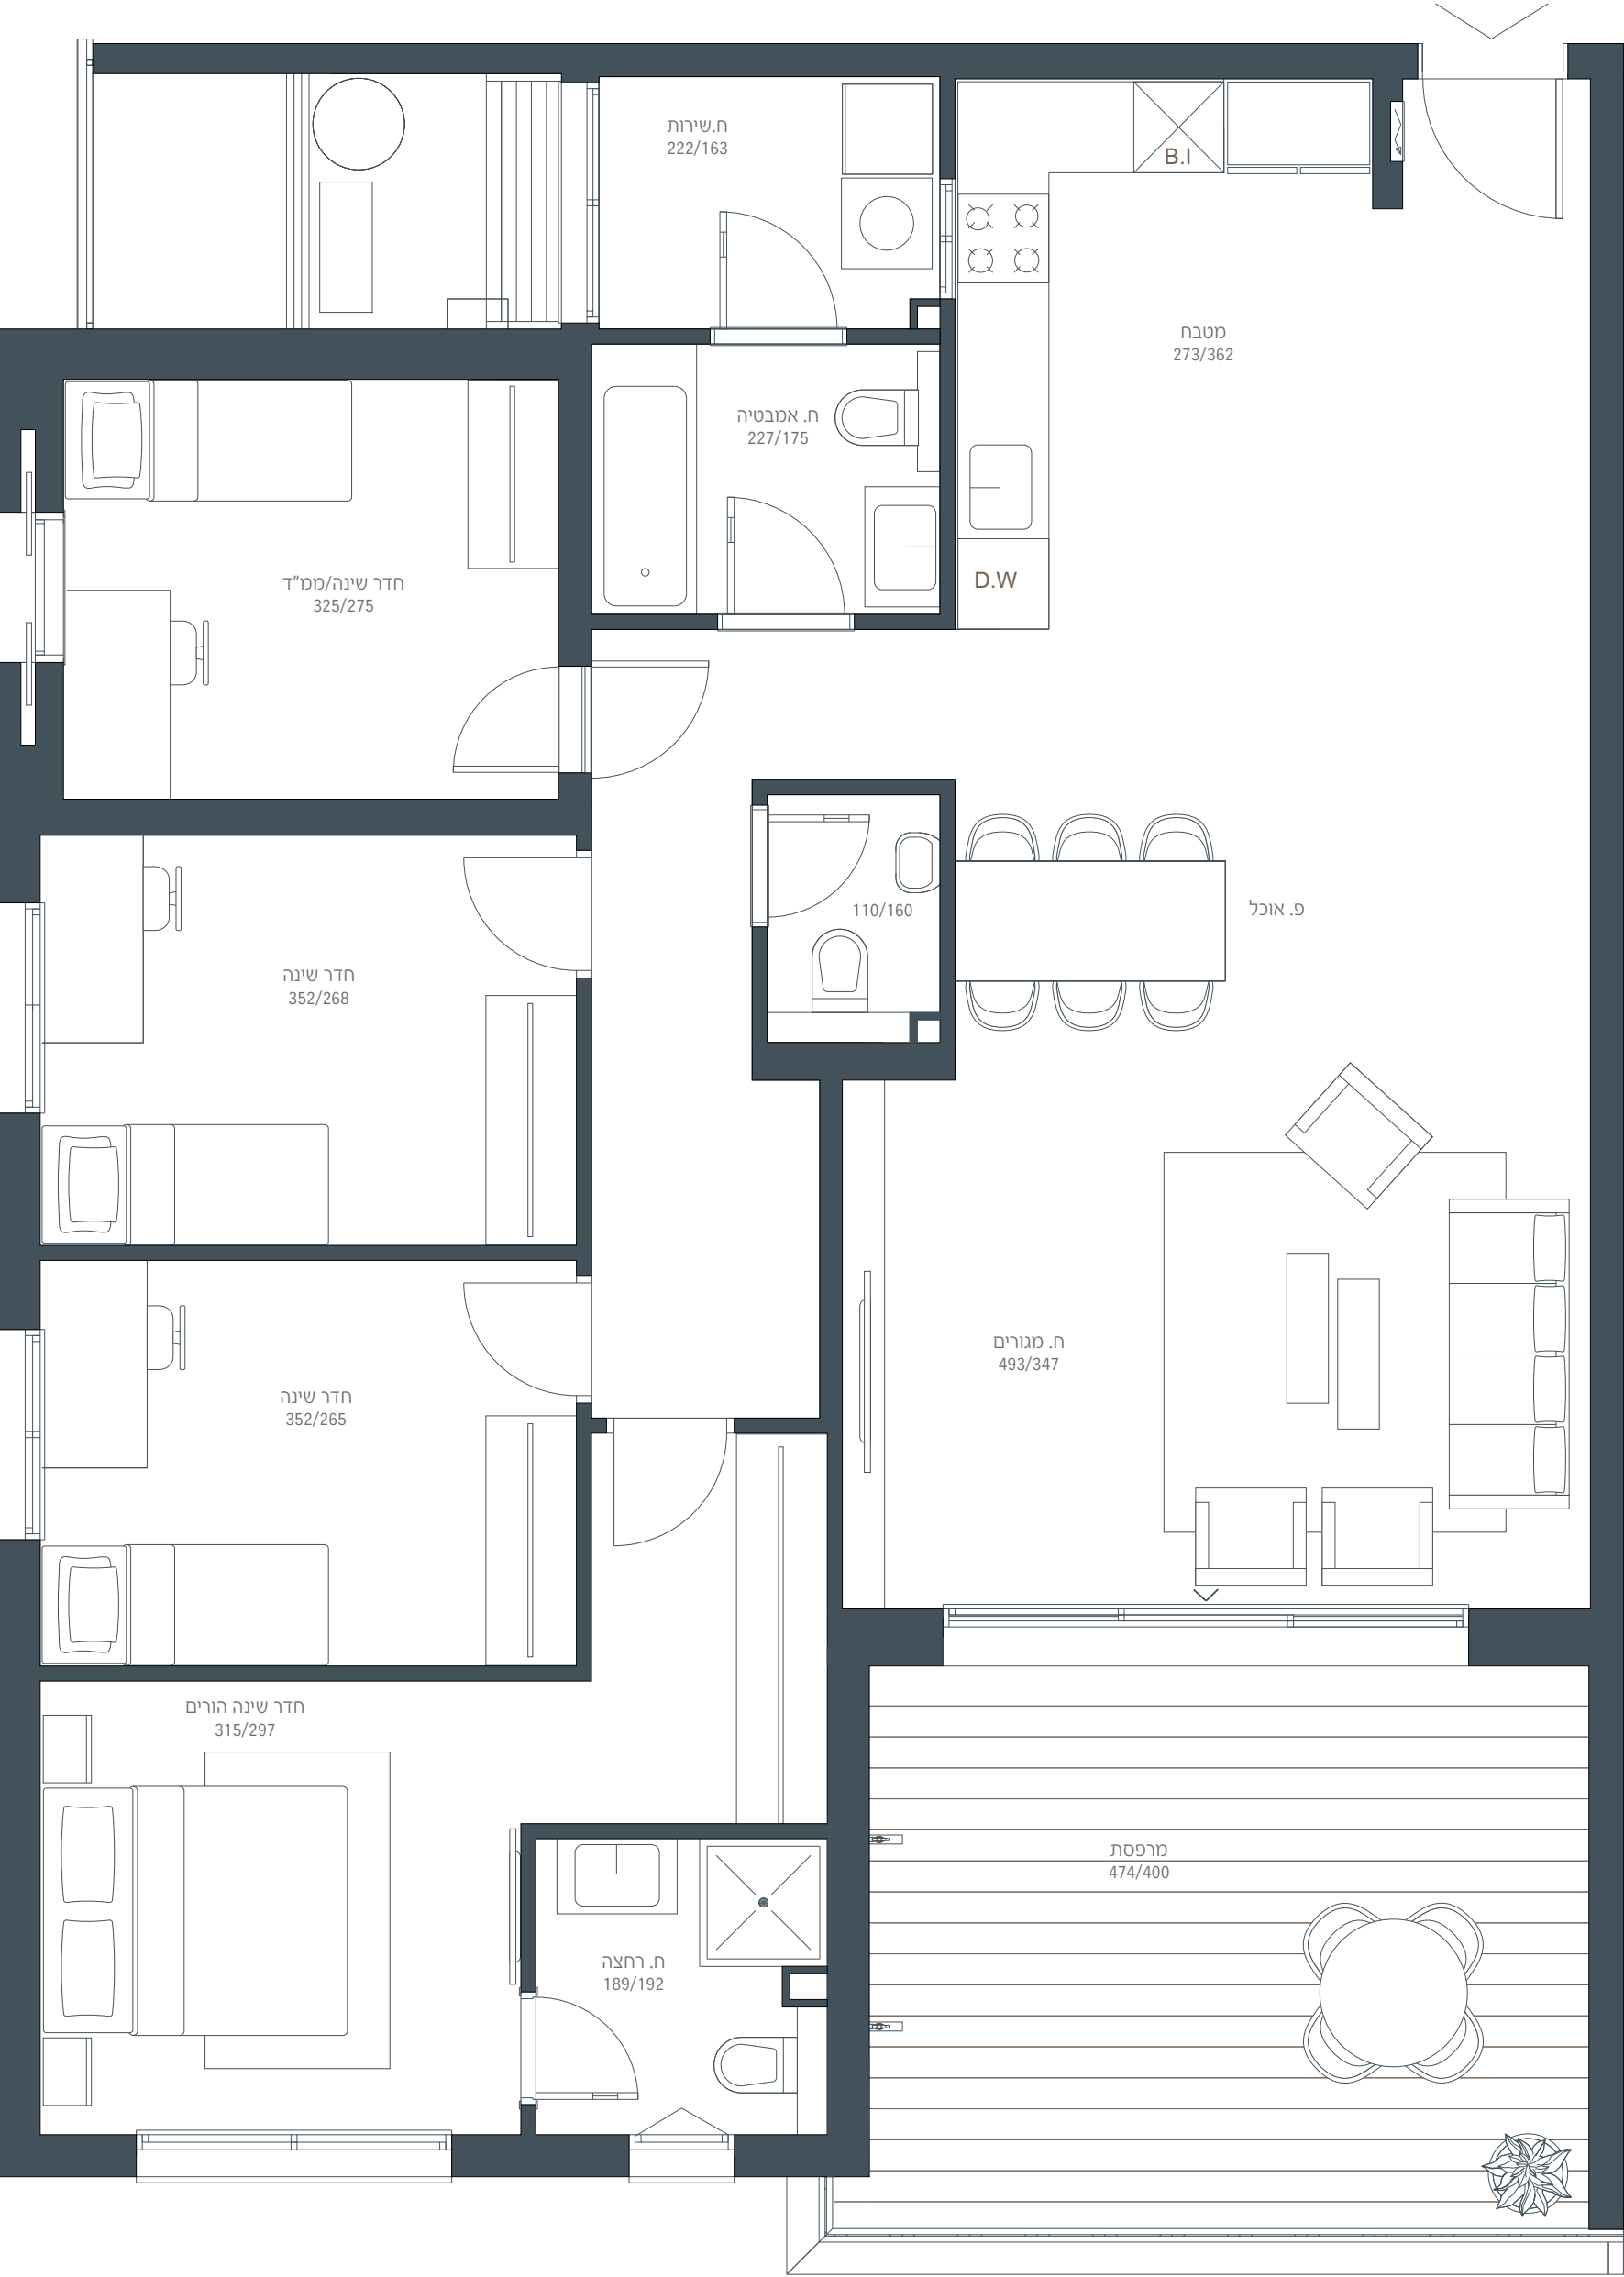 ח.שירות
222/163
B.I
מטבח
273/362
ח. אמבטיה
227/175
D.W
חדר שינה/ממ"ד
325/275
110/160
פ. אוכל
חדר שינה
352/268
ח. מגורים
493/347
חדר שינה
352/265
חדר שינה הורים
315/297
מרפסת
474/400
ח. רחצה
189/192